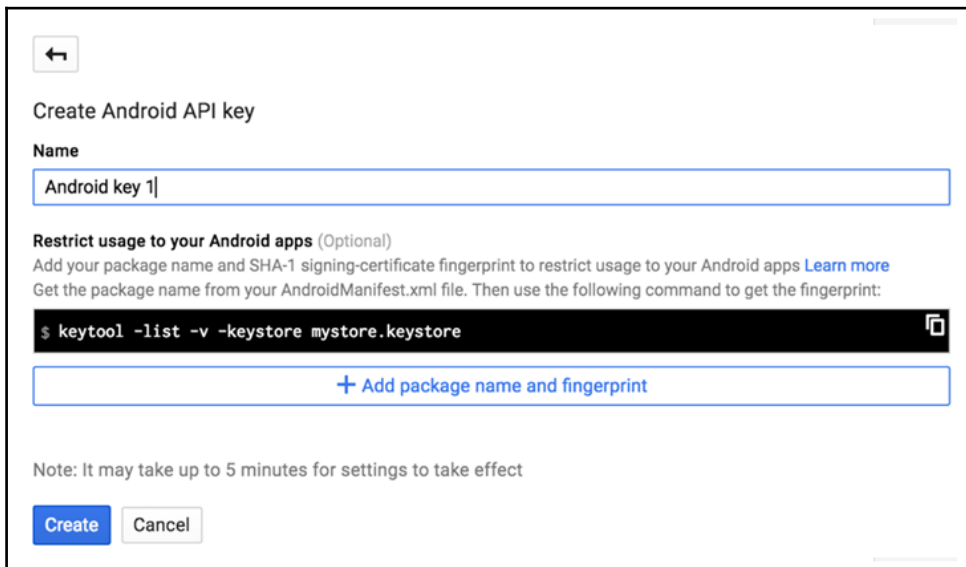 Create Android API key
Name
Android key 1
Restrict usage to your Android apps (Optional)
Add your package name and SHA-1 signing-certificate fingerprint to restrict usage to your Android apps Learn more
Get the package name from your AndroidManifest.xml file. Then use the following command to get the fingerprint:
$ keytool -list -v -keystore mystore.keystore
+ Add package name and fingerprint
Note: It may take up to 5 minutes for settings to take effect
Create Cancel